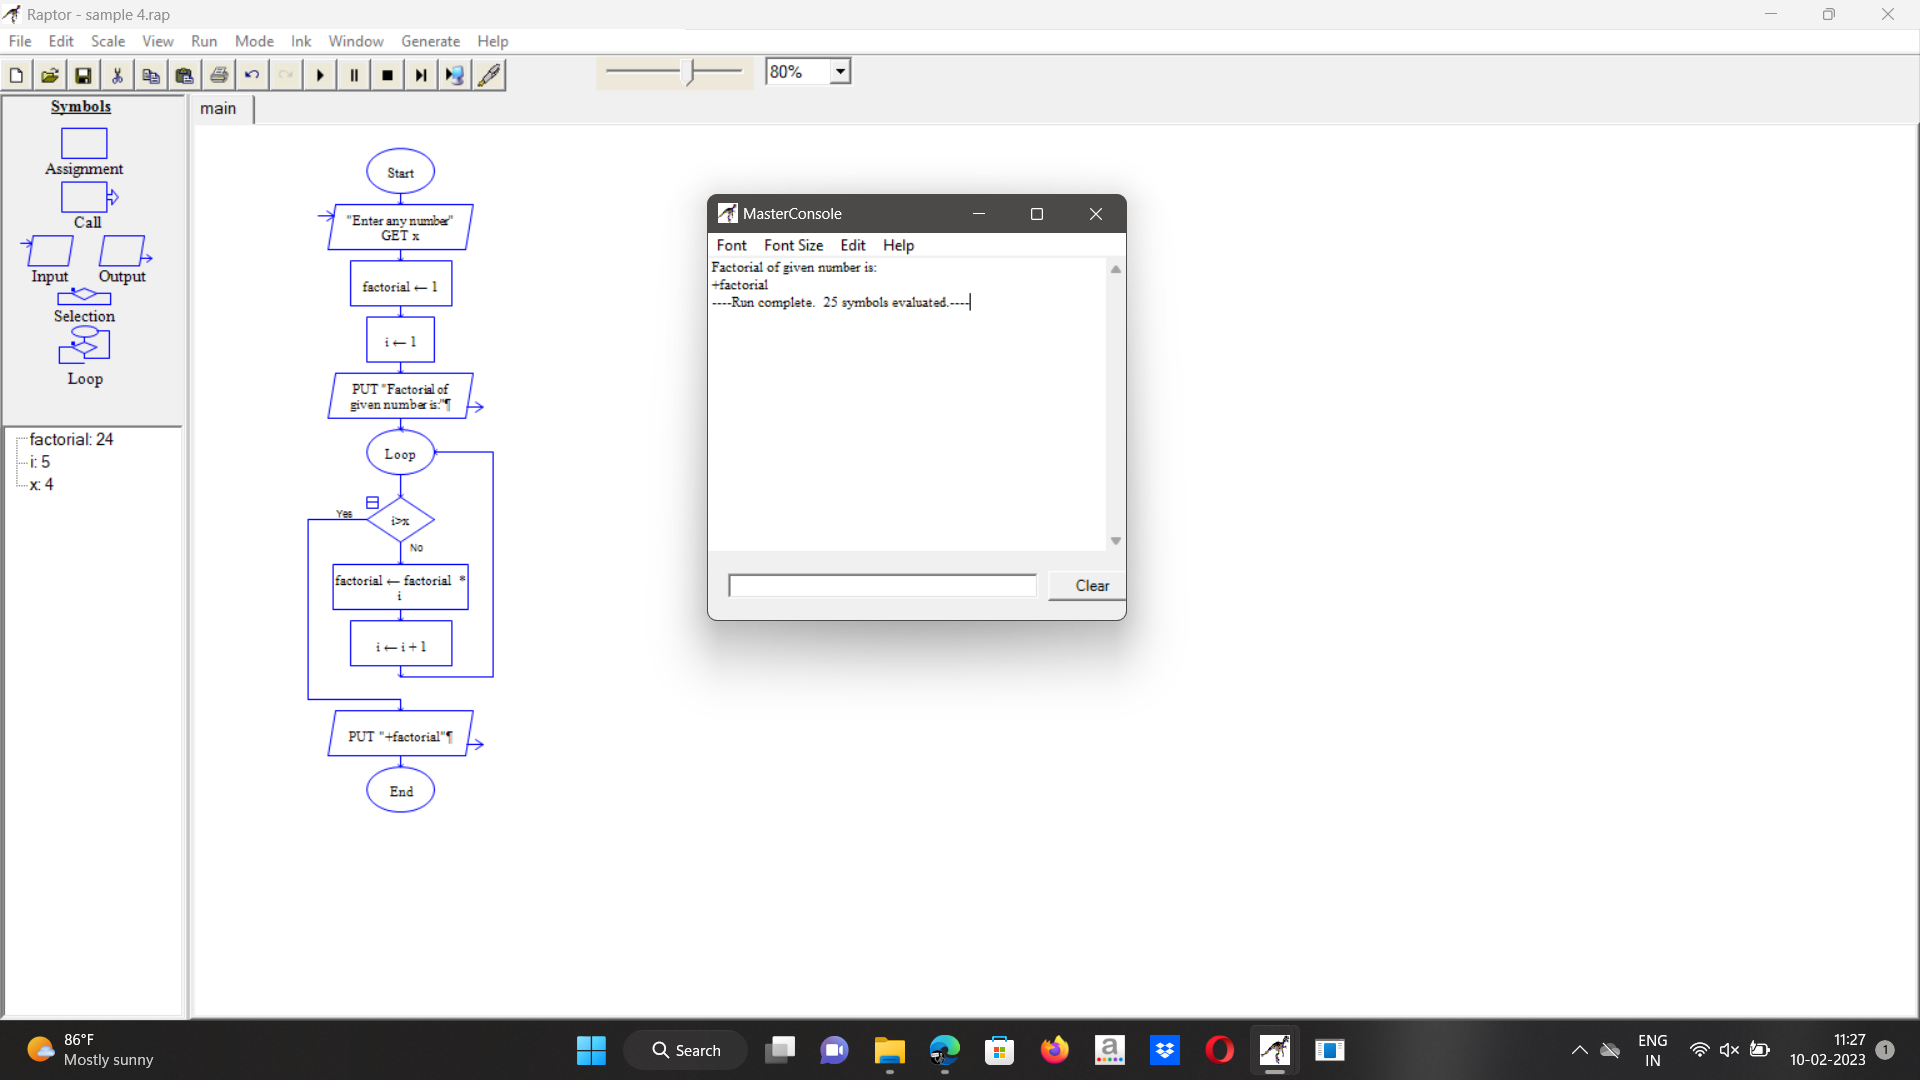 Raptor - sample 4.rap
File Edit Scale View Run Mode Ink Window Generate Help
80%
Symbols
Assignment
Call
Input Output
Selection
Loop
factorial: 24
i: 5
x: 4
main
Start
"Enter any number"
GET x
factorial ← 1
i ← 1
PUT "Factorial of
given number is:"¶
Loop
Yes
i>x
No
factorial ← factorial *
i
i ← i + 1
PUT "+factorial"¶
End
MasterConsole
Font Font Size Edit Help
Factorial of given number is:
+factorial
----Run complete.  25 symbols evaluated.----
Clear
86°F
Mostly sunny
Search
a
ENG
IN
11:27
10-02-2023
1